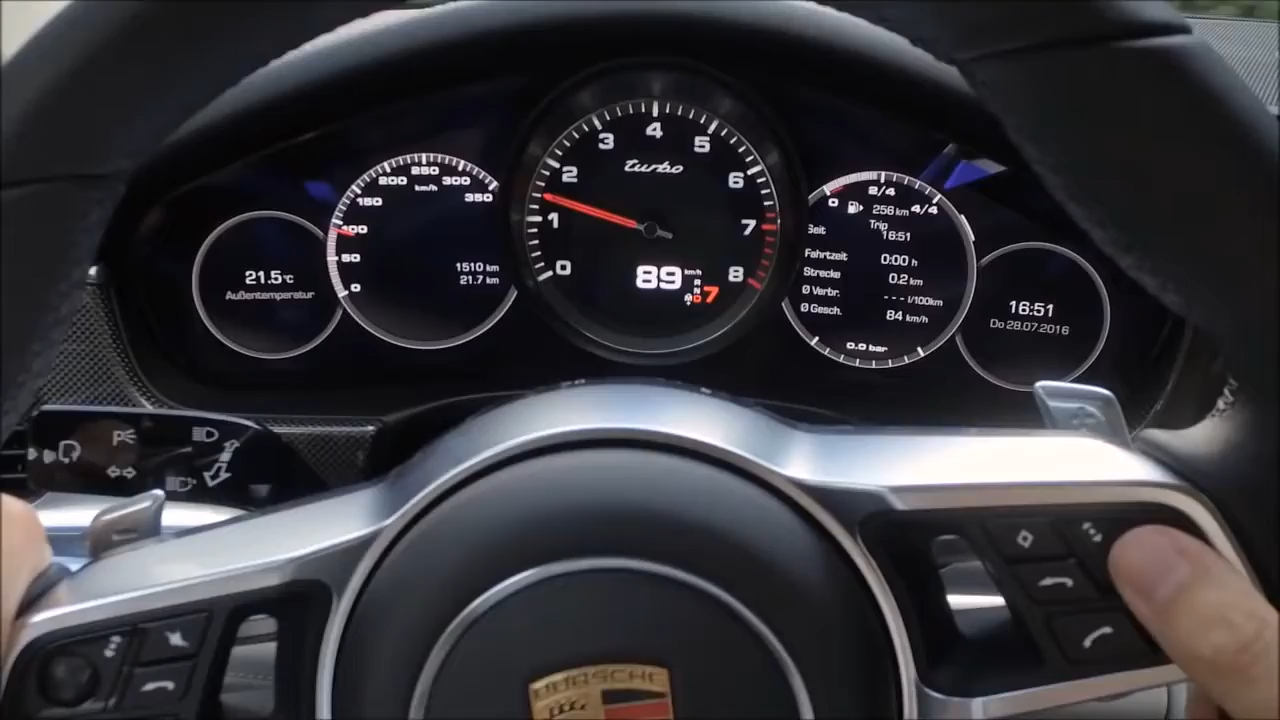 21.5°C
Außentemperatur
0
50
100
150
200
250
300
350
km/h
1510 km
21.7 km
0
1
2
3
4
5
6
7
8
turbo
89 km/h
R
N
D 7
0
2/4
4/4
256 km
Trip
Seit 16:51
Fahrtzeit 0:00 h
Strecke 0.2 km
Ø Verbr. --- l/100km
Ø Gesch. 84 km/h
0.0 bar
16:51
Do 28.07.2016
P
PORSCHE